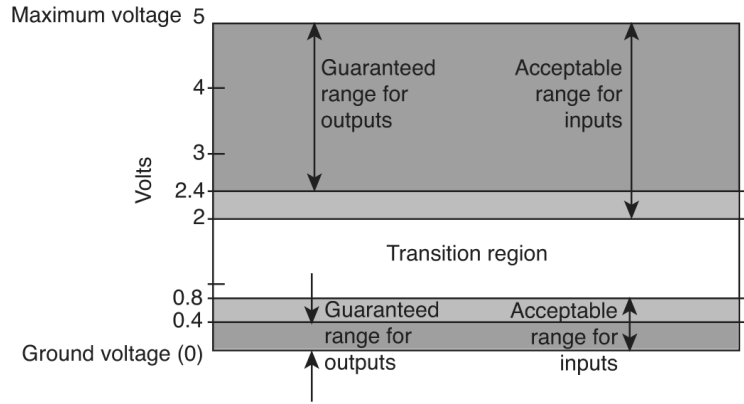 Maximum voltage 5
Guaranteed
range for
outputs
Acceptable
range for
inputs
4
3
Volts
2.4
2
Transition region
0.8
0.4
Guaranteed
range for
outputs
Acceptable
range for
inputs
Ground voltage (0)